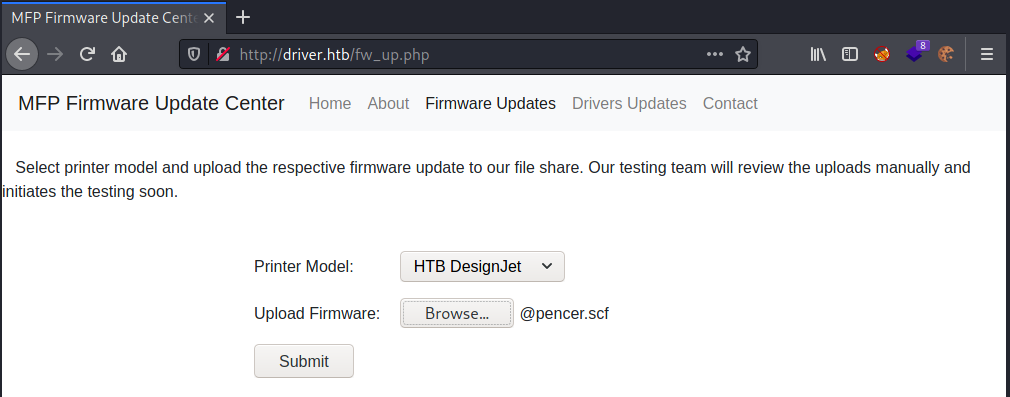 MFP Firmware Update Cent
http://driver.htb/fw_up.php
8
MFP Firmware Update Center Home About Firmware Updates Drivers Updates Contact
Select printer model and upload the respective firmware update to our file share. Our testing team will review the uploads manually and
initiates the testing soon.
Printer Model: HTB DesignJet
Upload Firmware: Browse... @pencer.scf
Submit